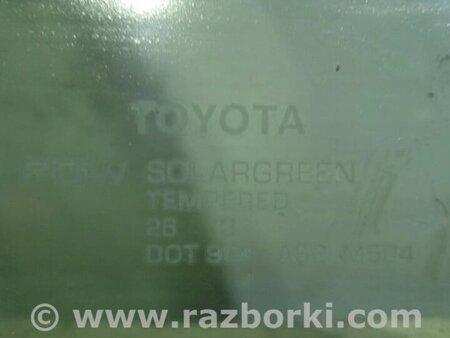 TOYOTA
SOLARGREEN
TEMPERED
26
DOT
© www.razborki.com